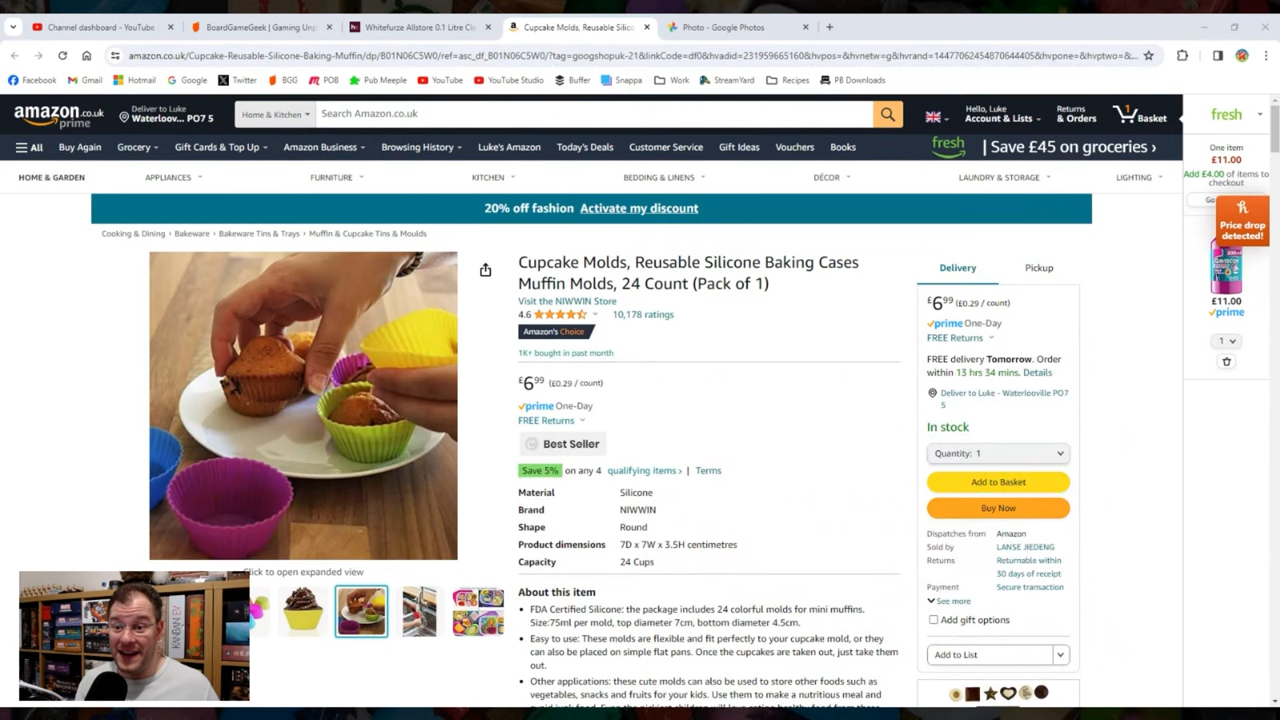 Channel dashboard - YouTube
BoardGameGeek | Gaming Unp
Whitefurze Allstore 0.1 Litre Cle
Cupcake Molds, Reusable Silico
Photo - Google Photos
amazon.co.uk/Cupcake-Reusable-Silicone-Baking-Muffin/dp/B01N06C5W0/ref=asc_df_B01N06C5W0/?tag=googshopuk-21&linkCode=df0&hvadid=231959665160&hvpos=&hvnetw=g&hvrand=14477062454870644405&hvpone=&hvptwo=&...
Facebook Gmail Hotmail Google Twitter BGG POB Pub Meeple YouTube YouTube Studio Buffer Snappa Work StreamYard Recipes PB Downloads
amazon.co.uk
prime
Deliver to Luke
Waterloov... PO7 5
Home & Kitchen
Search Amazon.co.uk
Hello, Luke
Account & Lists
Returns
& Orders
1
Basket
All Buy Again Grocery Gift Cards & Top Up Amazon Business Browsing History Luke's Amazon Today's Deals Customer Service Gift Ideas Vouchers Books
fresh | Save £45 on groceries ›
HOME & GARDEN APPLIANCES FURNITURE KITCHEN BEDDING & LINENS DÉCOR LAUNDRY & STORAGE LIGHTING
20% off fashion Activate my discount
Cooking & Dining › Bakeware › Bakeware Tins & Trays › Muffin & Cupcake Tins & Moulds
Click to open expanded view
KANBAN EV
Cupcake Molds, Reusable Silicone Baking Cases
Muffin Molds, 24 Count (Pack of 1)
Visit the NIWWIN Store
4.6
10,178 ratings
Amazon's Choice
1K+ bought in past month
£6⁹⁹ (£0.29 / count)
prime One-Day
FREE Returns
Best Seller
Save 5% on any 4 qualifying items › | Terms
Material Silicone
Brand NIWWIN
Shape Round
Product dimensions 7D x 7W x 3.5H centimetres
Capacity 24 Cups
About this item
• FDA Certified Silicone: the package includes 24 colorful molds for mini muffins.
Size:75ml per mold, top diameter 7cm, bottom diameter 4.5cm.
• Easy to use: These molds are flexible and fit perfectly to your cupcake mold, or they
can also be placed on simple flat pans. Once the cupcakes are taken out, just take them
out.
• Other applications: these cute molds can also be used to store other foods such as
vegetables, snacks and fruits for your kids. Use them to make a nutritious meal and
Delivery Pickup
£6⁹⁹ (£0.29 / count)
prime One-Day
FREE Returns
FREE delivery Tomorrow. Order
within 13 hrs 34 mins. Details
Deliver to Luke - Waterlooville PO7
5
In stock
Quantity: 1
Add to Basket
Buy Now
Dispatches from Amazon
Sold by LANSE JIEDENG
Returns Returnable within
30 days of receipt
Payment Secure transaction
See more
Add gift options
Add to List
fresh
One item
£11.00
Add £4.00 of items to
checkout
Go
Price drop
detected!
£11.00
prime
1